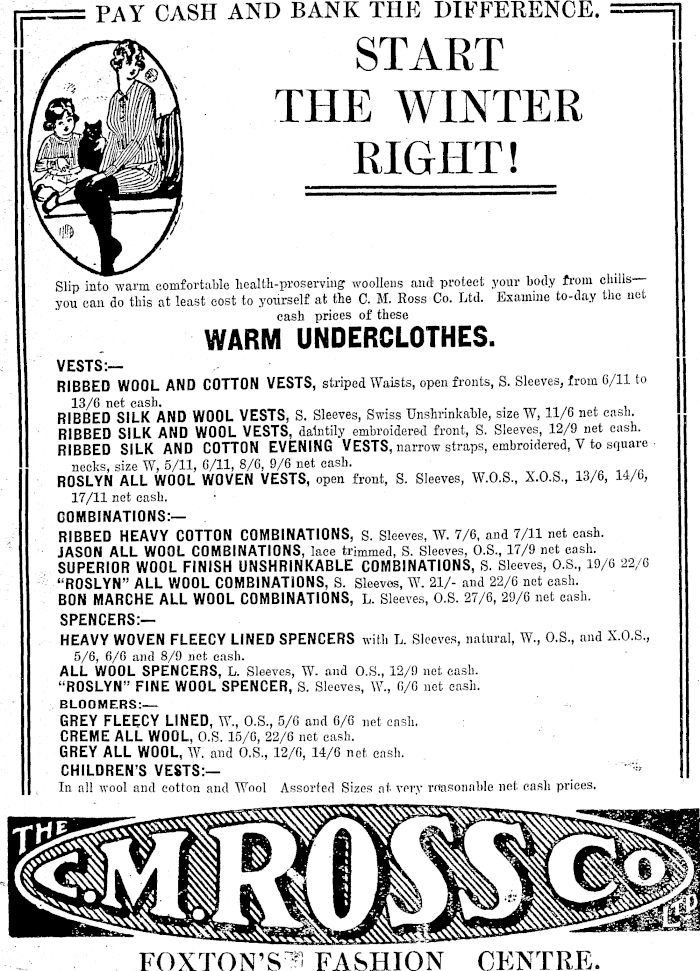 PAY CASH AND BANK THE DIFFERENCE.
START
THE WINTER
RIGHT!
Slip into warm comfortable health-proserving woollens and protect your body from chills—
you can do this at least cost to yourself at the C. M. Ross Co. Ltd. Examine to-day the net
cash prices of these
WARM UNDERCLOTHES.
VESTS:—
RIBBED WOOL AND COTTON VESTS, striped Waists, open fronts, S. Sleeves, from 6/11 to
13/6 net cash.
RIBBED SILK AND WOOL VESTS, S. Sleeves, Swiss Unshrinkable, size W, 11/6 net cash.
RIBBED SILK AND WOOL VESTS, daintily embroidered front, S. Sleeves, 12/9 net cash.
RIBBED SILK AND COTTON EVENING VESTS, narrow straps, embroidered, V to square
necks, size W, 5/11, 6/11, 8/6, 9/6 net cash.
ROSLYN ALL WOOL WOVEN VESTS, open front, S. Sleeves, W.O.S., X.O.S., 13/6, 14/6,
17/11 net cash.
COMBINATIONS:—
RIBBED HEAVY COTTON COMBINATIONS, S. Sleeves, W. 7/6, and 7/11 net cash.
JASON ALL WOOL COMBINATIONS, lace trimmed, S. Sleeves, O.S., 17/9 net cash.
SUPERIOR WOOL FINISH UNSHRINKABLE COMBINATIONS, S. Sleeves, O.S., 19/6 22/6
"ROSLYN" ALL WOOL COMBINATIONS, S. Sleeves, W. 21/- and 22/6 net cash.
BON MARCHE ALL WOOL COMBINATIONS, L. Sleeves, O.S. 27/6, 29/6 net cash.
SPENCERS:—
HEAVY WOVEN FLEECY LINED SPENCERS with L. Sleeves, natural, W., O.S., and X.O.S.,
5/6, 6/6 and 8/9 net cash.
ALL WOOL SPENCERS, L. Sleeves, W. and O.S., 12/9 net cash.
"ROSLYN" FINE WOOL SPENCER, S. Sleeves, W., 6/6 net cash.
BLOOMERS:—
GREY FLEECY LINED, W., O.S., 5/6 and 6/6 net cash.
CREME ALL WOOL, O.S. 15/6, 22/6 net cash.
GREY ALL WOOL, W. and O.S., 12/6, 14/6 net cash.
CHILDREN'S VESTS:—
In all wool and cotton and Wool Assorted Sizes at very reasonable net cash prices.
THE
C.M. ROSS Co
LTD
FOXTON'S FASHION CENTRE.